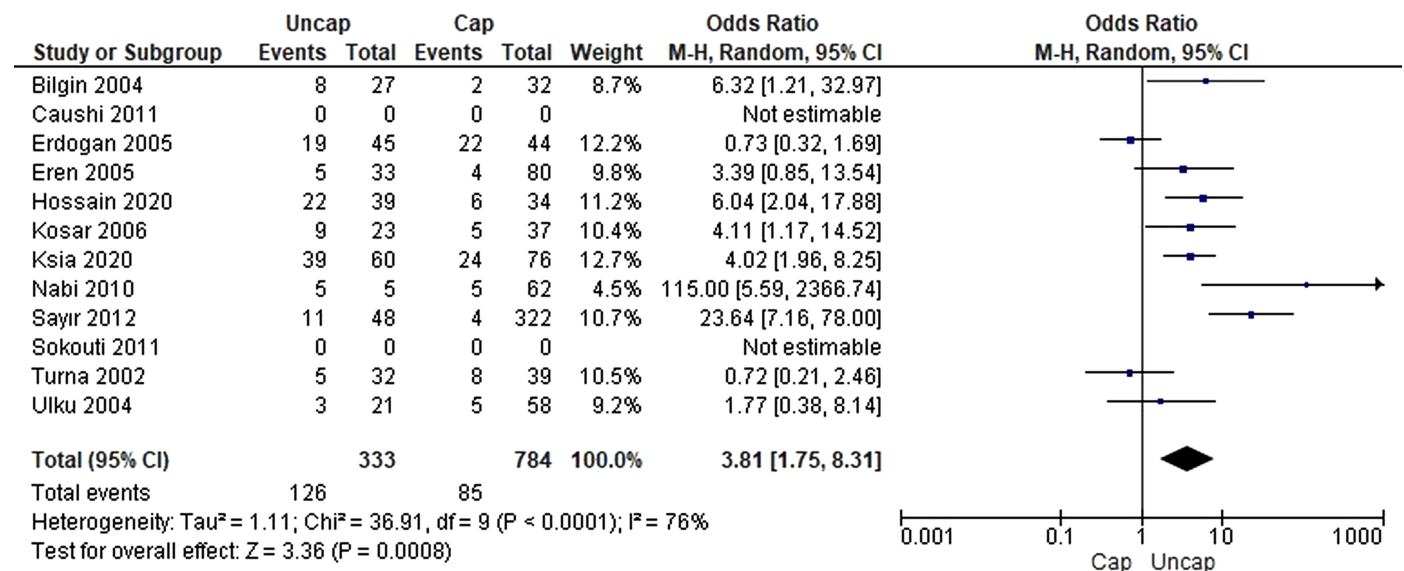 Uncap Cap Odds Ratio Odds Ratio
Study or Subgroup Events Total Events Total Weight M-H, Random, 95% CI M-H, Random, 95% CI
Bilgin 2004 8 27 2 32 8.7% 6.32 [1.21, 32.97]
Caushi 2011 0 0 0 0 Not estimable
Erdogan 2005 19 45 22 44 12.2% 0.73 [0.32, 1.69]
Eren 2005 5 33 4 80 9.8% 3.39 [0.85, 13.54]
Hossain 2020 22 39 6 34 11.2% 6.04 [2.04, 17.88]
Kosar 2006 9 23 5 37 10.4% 4.11 [1.17, 14.52]
Ksia 2020 39 60 24 76 12.7% 4.02 [1.96, 8.25]
Nabi 2010 5 5 5 62 4.5% 115.00 [5.59, 2366.74]
Sayır 2012 11 48 4 322 10.7% 23.64 [7.16, 78.00]
Sokouti 2011 0 0 0 0 Not estimable
Turna 2002 5 32 8 39 10.5% 0.72 [0.21, 2.46]
Ulku 2004 3 21 5 58 9.2% 1.77 [0.38, 8.14]
Total (95% CI) 333 784 100.0% 3.81 [1.75, 8.31]
Total events 126 85
Heterogeneity: Tau² = 1.11; Chi² = 36.91, df = 9 (P < 0.0001); I² = 76%
Test for overall effect: Z = 3.36 (P = 0.0008)
0.001 0.1 1 10 1000
Cap Uncap